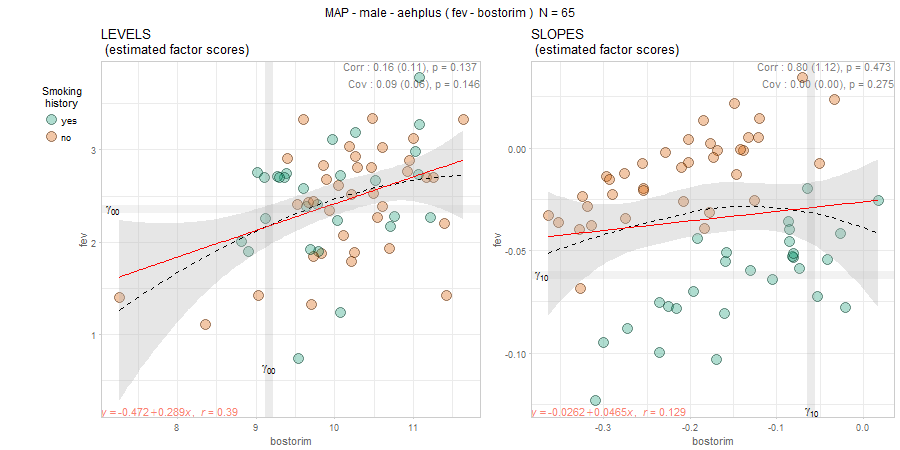 MAP - male - aehplus ( fev - bostorim ) N = 65
LEVELS
(estimated factor scores)
Corr : 0.16 (0.11), p = 0.137
Cov : 0.09 (0.06), p = 0.146
Smoking
history
yes
no
fev
3
2
1
γ00
γ00
y = −0.472 + 0.289x, r = 0.39
8
9
10
11
bostorim
SLOPES
(estimated factor scores)
Corr : 0.80 (1.12), p = 0.473
Cov : 0.00 (0.00), p = 0.275
fev
0.00
-0.05
-0.10
γ10
γ10
y = −0.0262 + 0.0465x, r = 0.129
-0.3
-0.2
-0.1
0.0
bostorim